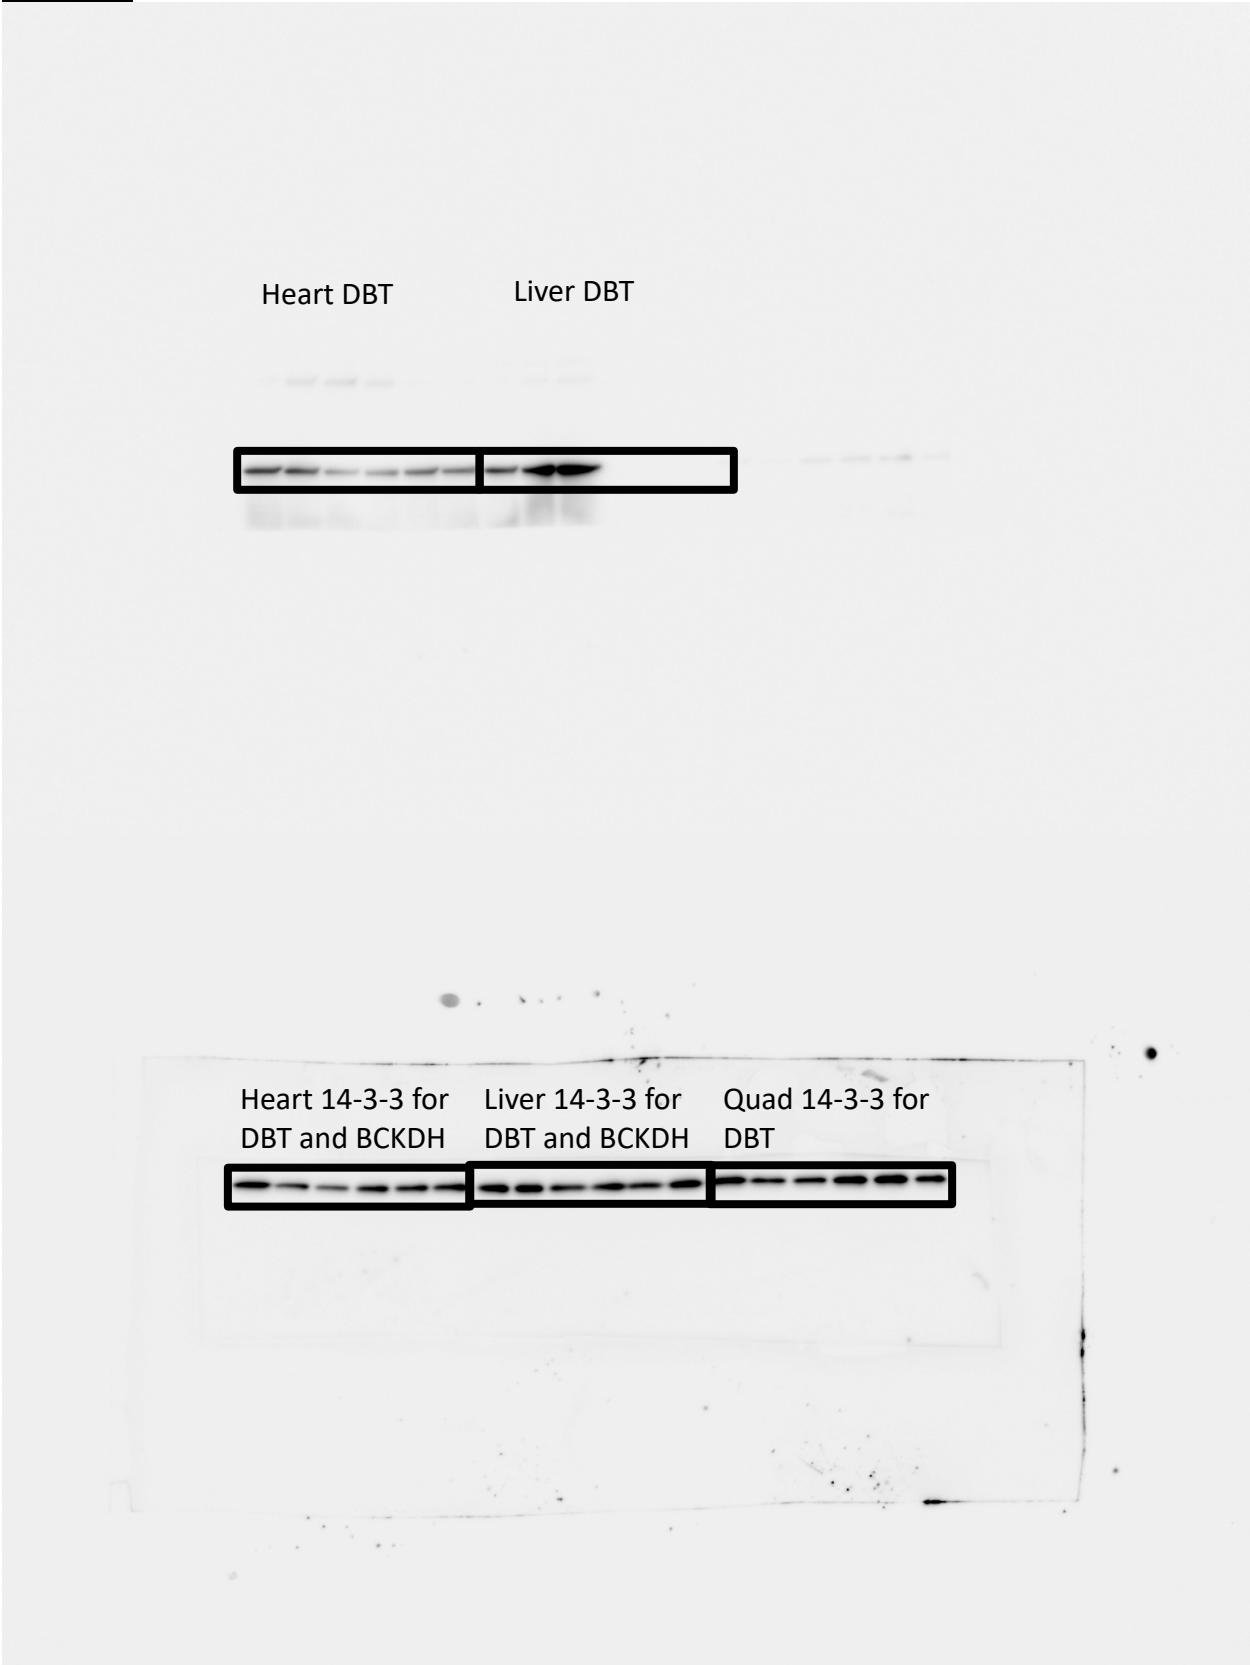 Heart DBT
Liver DBT
Heart 14-3-3 for
DBT and BCKDH
Liver 14-3-3 for
DBT and BCKDH
Quad 14-3-3 for
DBT